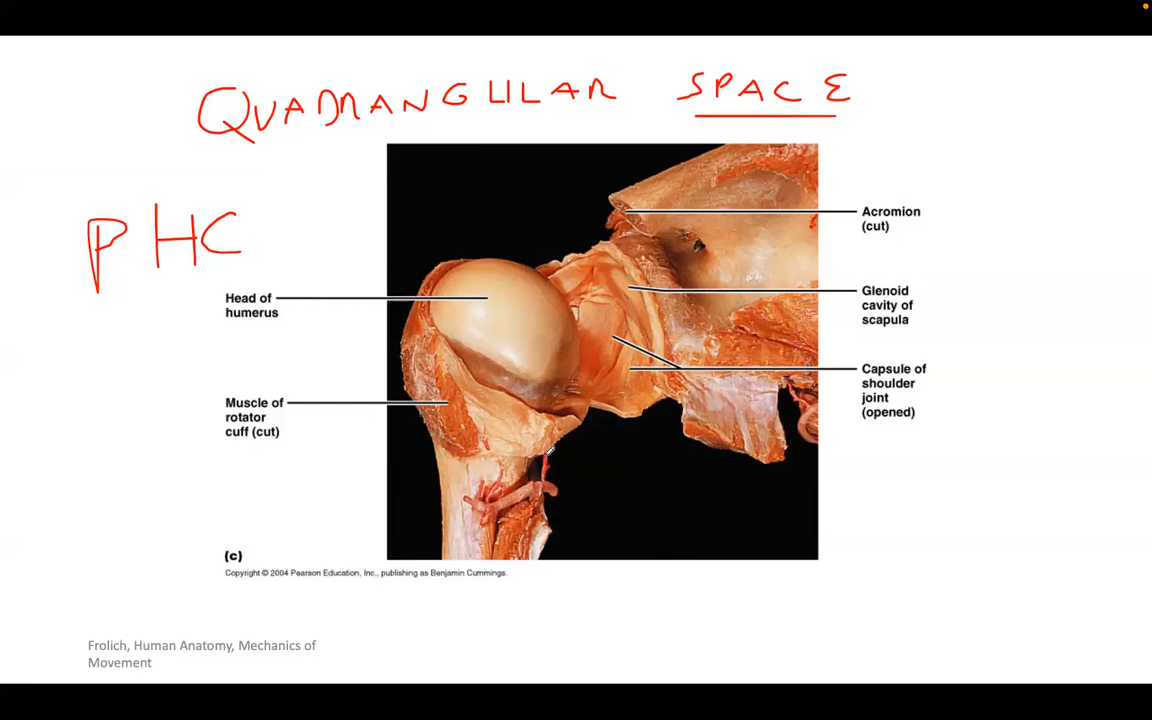 QUADRANGULAR SPACE
PHC
Acromion
(cut)
Head of
humerus
Glenoid
cavity of
scapula
Capsule of
shoulder
joint
(opened)
Muscle of
rotator
cuff (cut)
(c)
Copyright © 2004 Pearson Education, Inc., publishing as Benjamin Cummings.
Frolich, Human Anatomy, Mechanics of
Movement